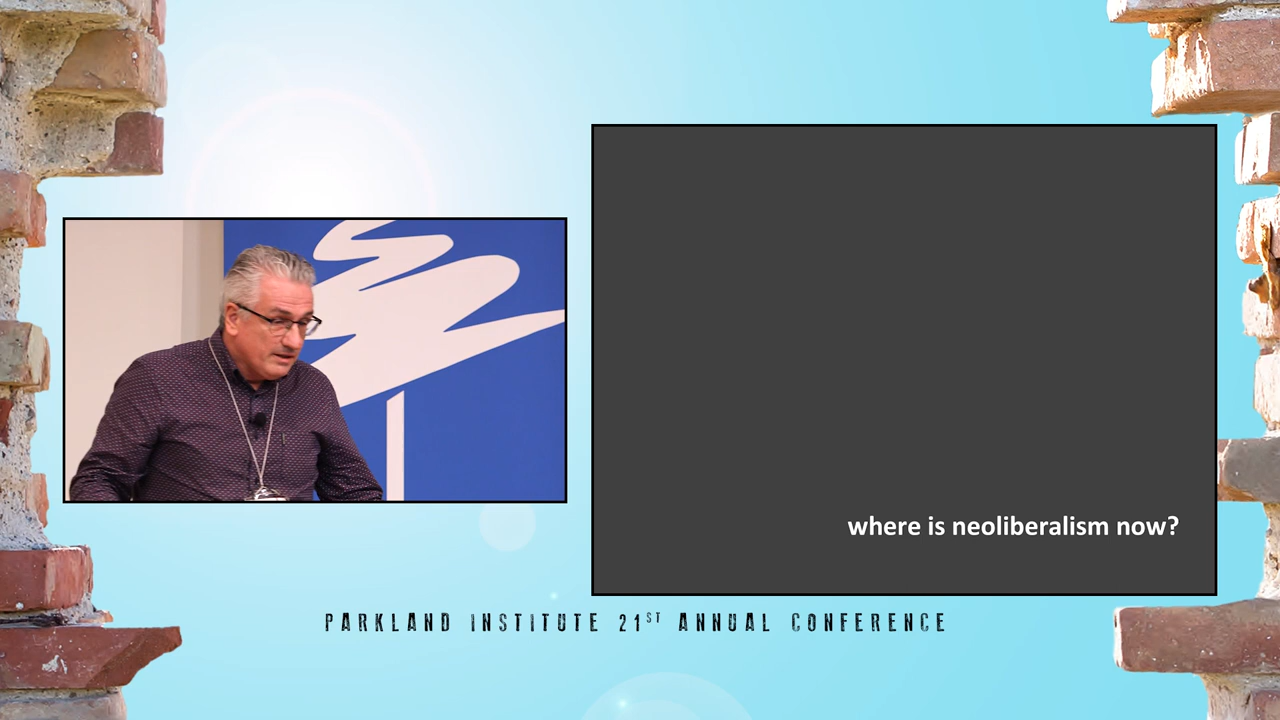 where is neoliberalism now?
PARKLAND INSTITUTE 21ST ANNUAL CONFERENCE